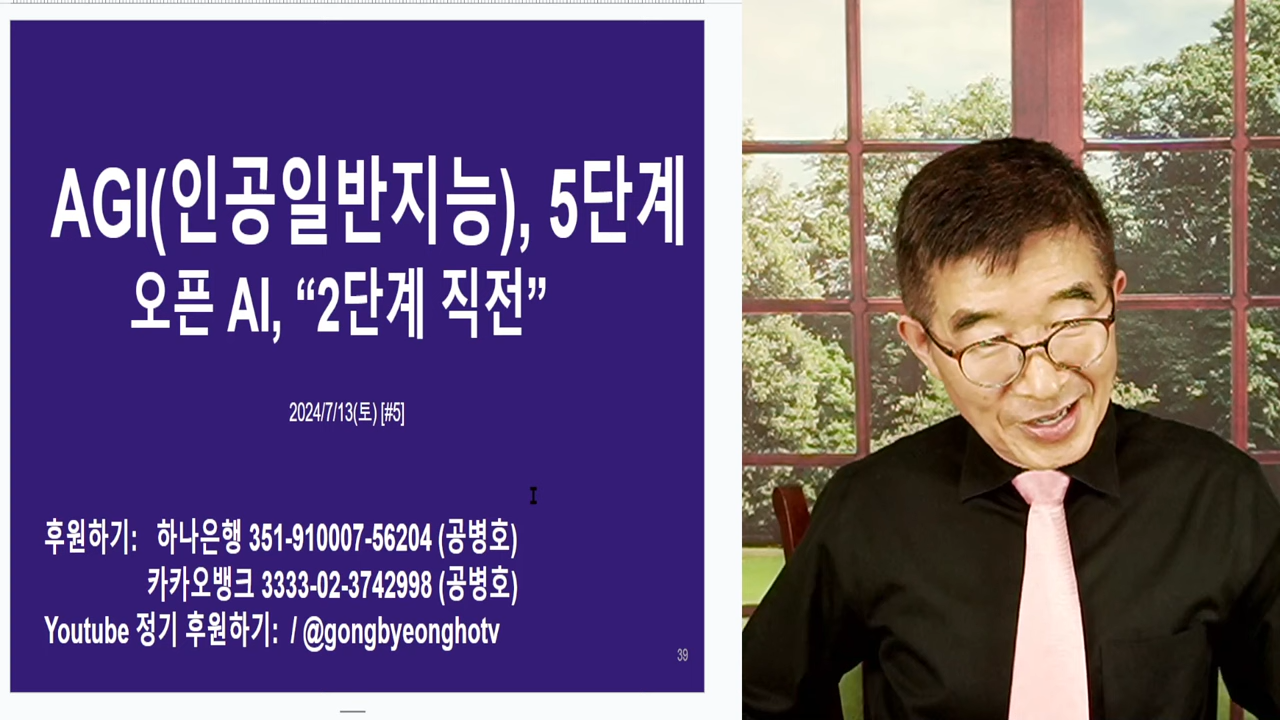 AGI(인공일반지능), 5단계
오픈 AI, “2단계 직전”
2024/7/13(토) [#5]
후원하기: 하나은행 351-910007-56204 (공병호)
카카오뱅크 3333-02-3742998 (공병호)
Youtube 정기 후원하기: / @gongbyeonghotv
39